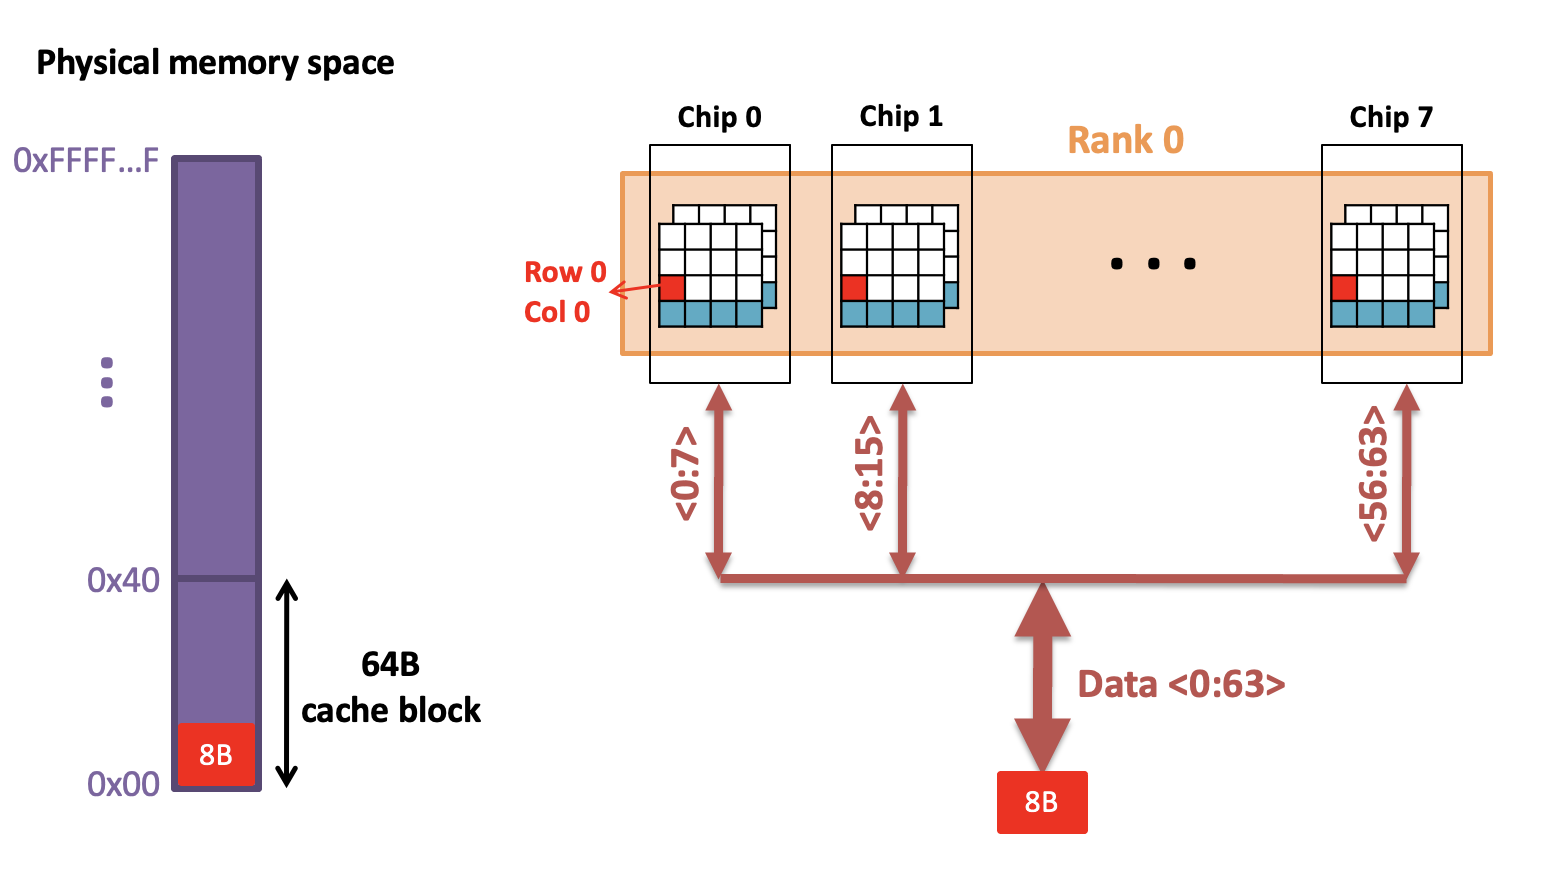 Physical memory space
0xFFFF...F
0x40
0x00
8B
64B
cache block
Chip 0
Chip 1
Chip 7
Rank 0
Row 0
Col 0
<0:7>
<8:15>
<56:63>
Data <0:63>
8B